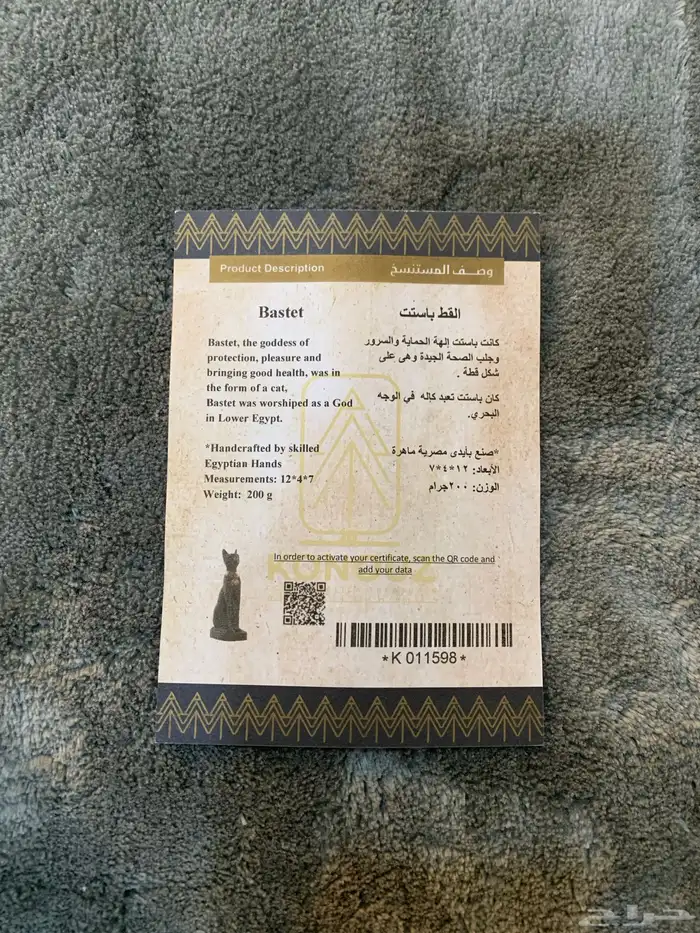 Product Description
وصف المستنسخ
Bastet
القط باستت
Bastet, the goddess of
protection, pleasure and
bringing good health, was in
the form of a cat,
Bastet was worshiped as a God
in Lower Egypt.
كانت باستت إلهة الحماية والسرور
وجلب الصحة الجيدة وهى على
شكل قطة .
كان باستت تعبد كإله في الوجه
البحري.
*Handcrafted by skilled
Egyptian Hands
Measurements: 12*4*7
Weight: 200 g
*صنع بأيدى مصرية ماهرة
الأبعاد: ١٢*٤*٧
الوزن: ٢٠٠جرام
In order to activate your certificate, scan the QR code and
add your data
*K 011598*
حراج